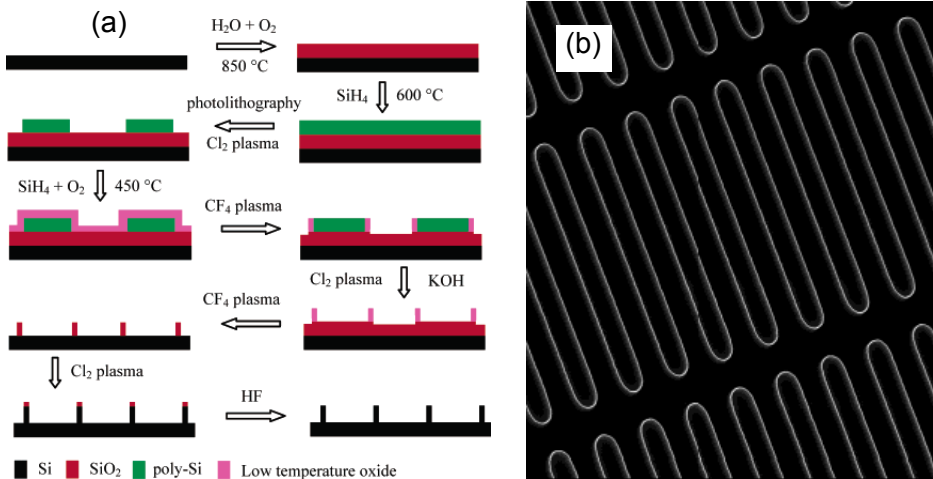 (a)
H₂O + O₂
850 °C
SiH₄ 600 °C
photolithography
Cl₂ plasma
SiH₄ + O₂ 450 °C
CF₄ plasma
Cl₂ plasma KOH
CF₄ plasma
Cl₂ plasma
HF
Si SiO₂ poly-Si Low temperature oxide
(b)